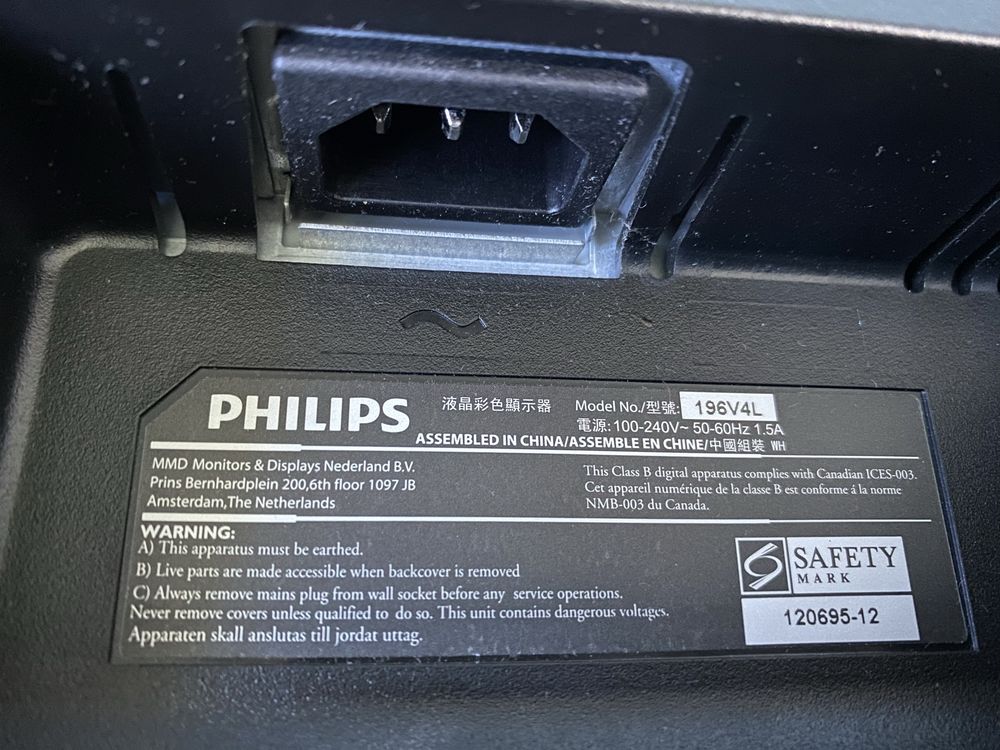 PHILIPS
液晶彩色顯示器
Model No./型號: 196V4L
電源: 100-240V~ 50-60Hz 1.5A
ASSEMBLED IN CHINA/ASSEMBLE EN CHINE/中國組裝 WH
MMD Monitors & Displays Nederland B.V.
Prins Bernhardplein 200,6th floor 1097 JB
Amsterdam,The Netherlands
This Class B digital apparatus complies with Canadian ICES-003.
Cet appareil numérique de la classe B est conforme á la norme
NMB-003 du Canada.
WARNING:
A) This apparatus must be earthed.
B) Live parts are made accessible when backcover is removed
C) Always remove mains plug from wall socket before any service operations.
Never remove covers unless qualified to do so. This unit contains dangerous voltages.
Apparaten skall anslutas till jordat uttag.
SAFETY
MARK
120695-12